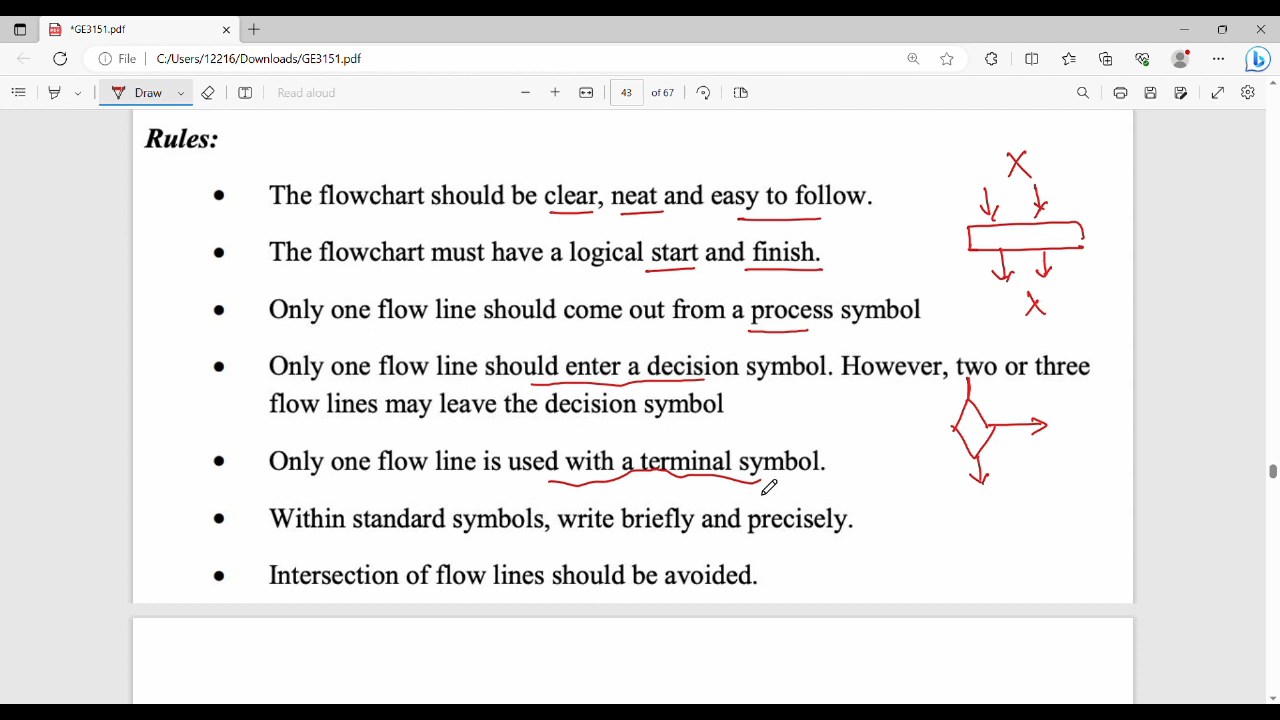 *GE3151.pdf
File C:/Users/12216/Downloads/GE3151.pdf
Draw Read aloud 43 of 67
Rules:
X
• The flowchart should be clear, neat and easy to follow.
• The flowchart must have a logical start and finish.
• Only one flow line should come out from a process symbol
X
• Only one flow line should enter a decision symbol. However, two or three
flow lines may leave the decision symbol
• Only one flow line is used with a terminal symbol.
• Within standard symbols, write briefly and precisely.
• Intersection of flow lines should be avoided.